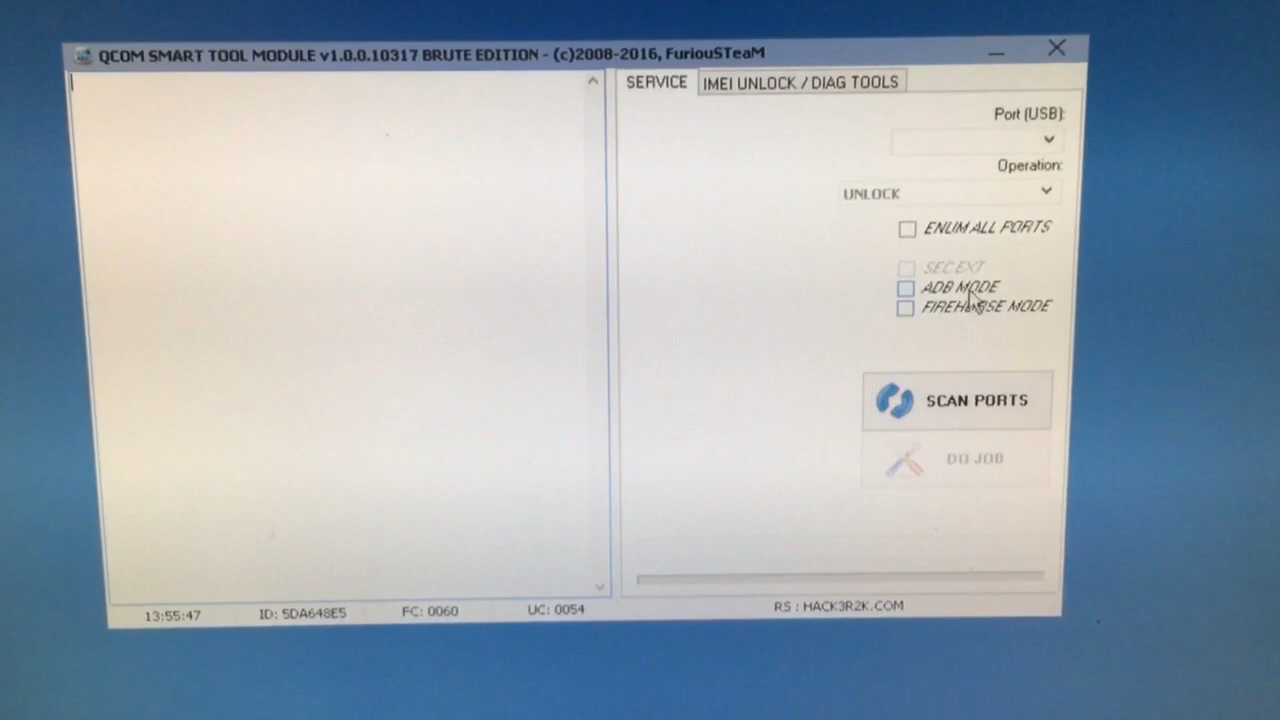 QCOM SMART TOOL MODULE v1.0.0.10317 BRUTE EDITION - (c)2008-2016, FuriouSTeaM
SERVICE
IMEI UNLOCK / DIAG TOOLS
Port (USB):
Operation:
UNLOCK
ENUM ALL PORTS
SEC EXT
ADB MODE
FIREHOSE MODE
SCAN PORTS
DO JOB
13:55:47
ID: 5DA648E5
FC: 0060
UC: 0054
RS : HACK3R2K.COM